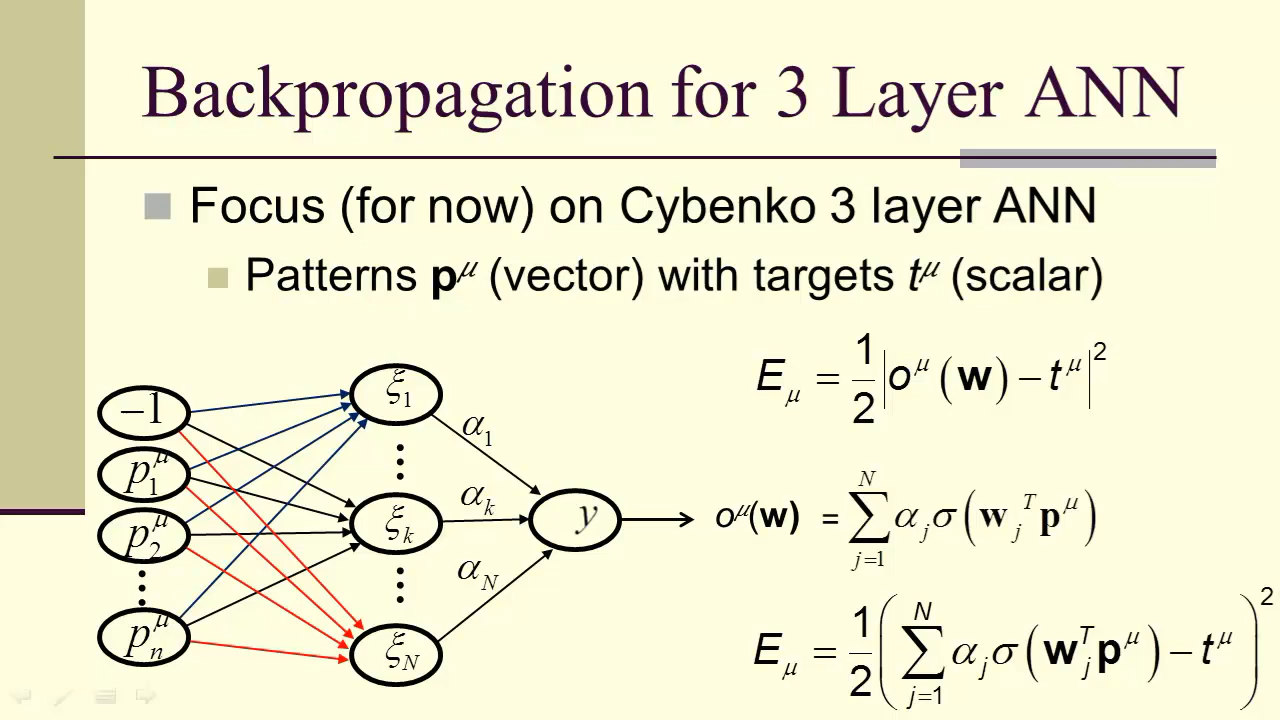 Backpropagation for 3 Layer ANN
Focus (for now) on Cybenko 3 layer ANN
Patterns p^μ (vector) with targets t^μ (scalar)
E_μ = 1/2 |o^μ(w) − t^μ|^2
−1
p_1^μ
p_2^μ
⋮
p_n^μ
ξ_1
⋮
ξ_k
⋮
ξ_N
α_1
α_k
α_N
y
o^μ(w) = ∑_{j=1}^{N} α_j σ(w_j^T p^μ)
E_μ = 1/2 (∑_{j=1}^{N} α_j σ(w_j^T p^μ) − t^μ)^2